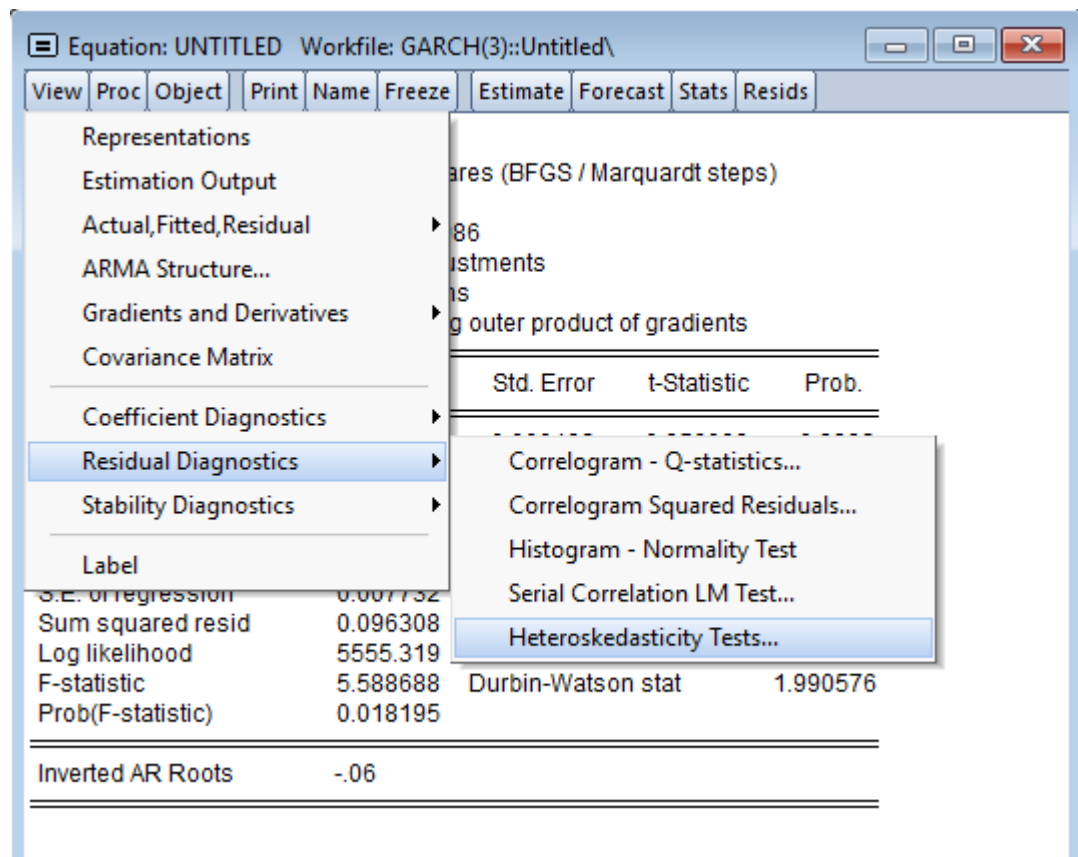 Equation: UNTITLED Workfile: GARCH(3)::Untitled\
View Proc Object Print Name Freeze Estimate Forecast Stats Resids
Representations
Estimation Output
ares (BFGS / Marquardt steps)
Actual,Fitted,Residual
86
ARMA Structure...
ustments
ns
Gradients and Derivatives
g outer product of gradients
Covariance Matrix
Std. Error t-Statistic Prob.
Coefficient Diagnostics
Residual Diagnostics
Stability Diagnostics
Label
Correlogram - Q-statistics...
Correlogram Squared Residuals...
Histogram - Normality Test
Serial Correlation LM Test...
Heteroskedasticity Tests...
S.E. of regression 0.007732
Sum squared resid 0.096308
Log likelihood 5555.319
F-statistic 5.588688 Durbin-Watson stat 1.990576
Prob(F-statistic) 0.018195
Inverted AR Roots -.06